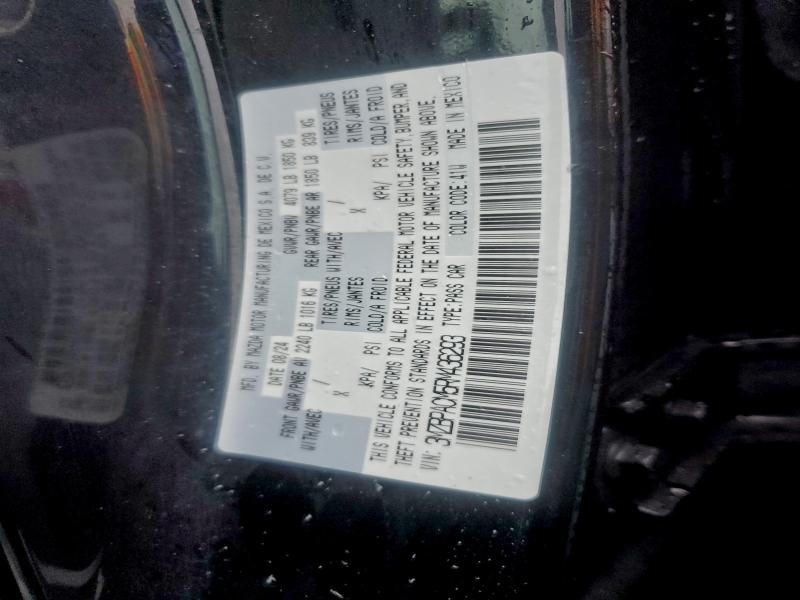 MFD. BY MAZDA MOTOR MANUFACTURING DE MEXICO S.A. DE C.V.
DATE 08/24 GVWR/PNBV 4079 LB 1850 KG
FRONT GAWR/PNBE AV 2240 LB 1016 KG REAR GAWR/PNBE AR 1850 LB 839 KG
WITH/AVEC / TIRES/PNEUS WITH/AVEC / TIRES/PNEUS
X RIMS/JANTES X RIMS/JANTES
KPA/ PSI COLD/A FROID KPA/ PSI COLD/A FROID
THIS VEHICLE CONFORMS TO ALL APPLICABLE FEDERAL MOTOR VEHICLE SAFETY, BUMPER, AND
THEFT PREVENTION STANDARDS IN EFFECT ON THE DATE OF MANUFACTURE SHOWN ABOVE.
VIN: 3MZBPACM5RM436293 TYPE:PASS CAR COLOR CODE:41W MADE IN MEXICO